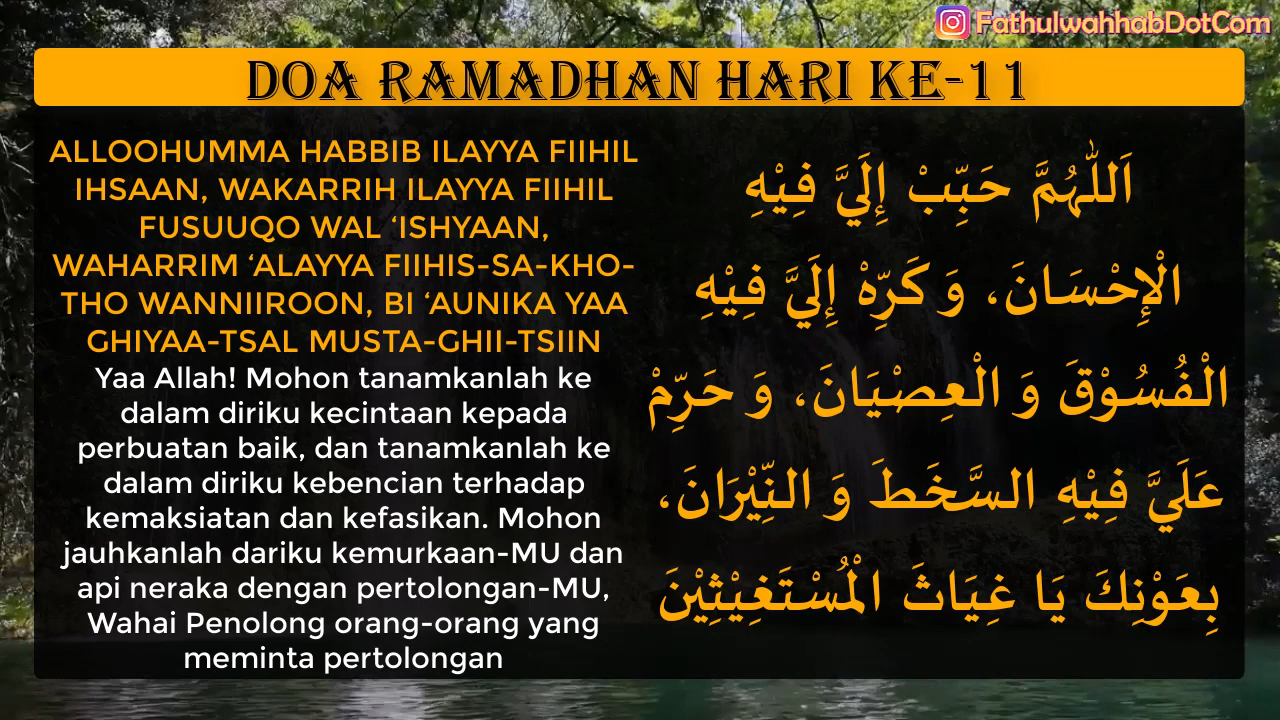 FathulwahhabDotCom
DOA RAMADHAN HARI KE-11
ALLOOHUMMA HABBIB ILAYYA FIIHIL
IHSAAN, WAKARRIH ILAYYA FIIHIL
FUSUUQO WAL ‘ISHYAAN,
WAHARRIM ‘ALAYYA FIIHIS-SA-KHO-
THO WANNIIROON, BI ‘AUNIKA YAA
GHIYAA-TSAL MUSTA-GHII-TSIIN
Yaa Allah! Mohon tanamkanlah ke
dalam diriku kecintaan kepada
perbuatan baik, dan tanamkanlah ke
dalam diriku kebencian terhadap
kemaksiatan dan kefasikan. Mohon
jauhkanlah dariku kemurkaan-MU dan
api neraka dengan pertolongan-MU,
Wahai Penolong orang-orang yang
meminta pertolongan
اَللّٰهُمَّ حَبِّبْ إِلَيَّ فِيْهِ
الْإِحْسَانَ، وَ كَرِّهْ إِلَيَّ فِيْهِ
الْفُسُوْقَ وَ الْعِصْيَانَ، وَ حَرِّمْ
عَلَيَّ فِيْهِ السَّخَطَ وَ النِّيْرَانَ،
بِعَوْنِكَ يَا غِيَاثَ الْمُسْتَغِيْثِيْنَ